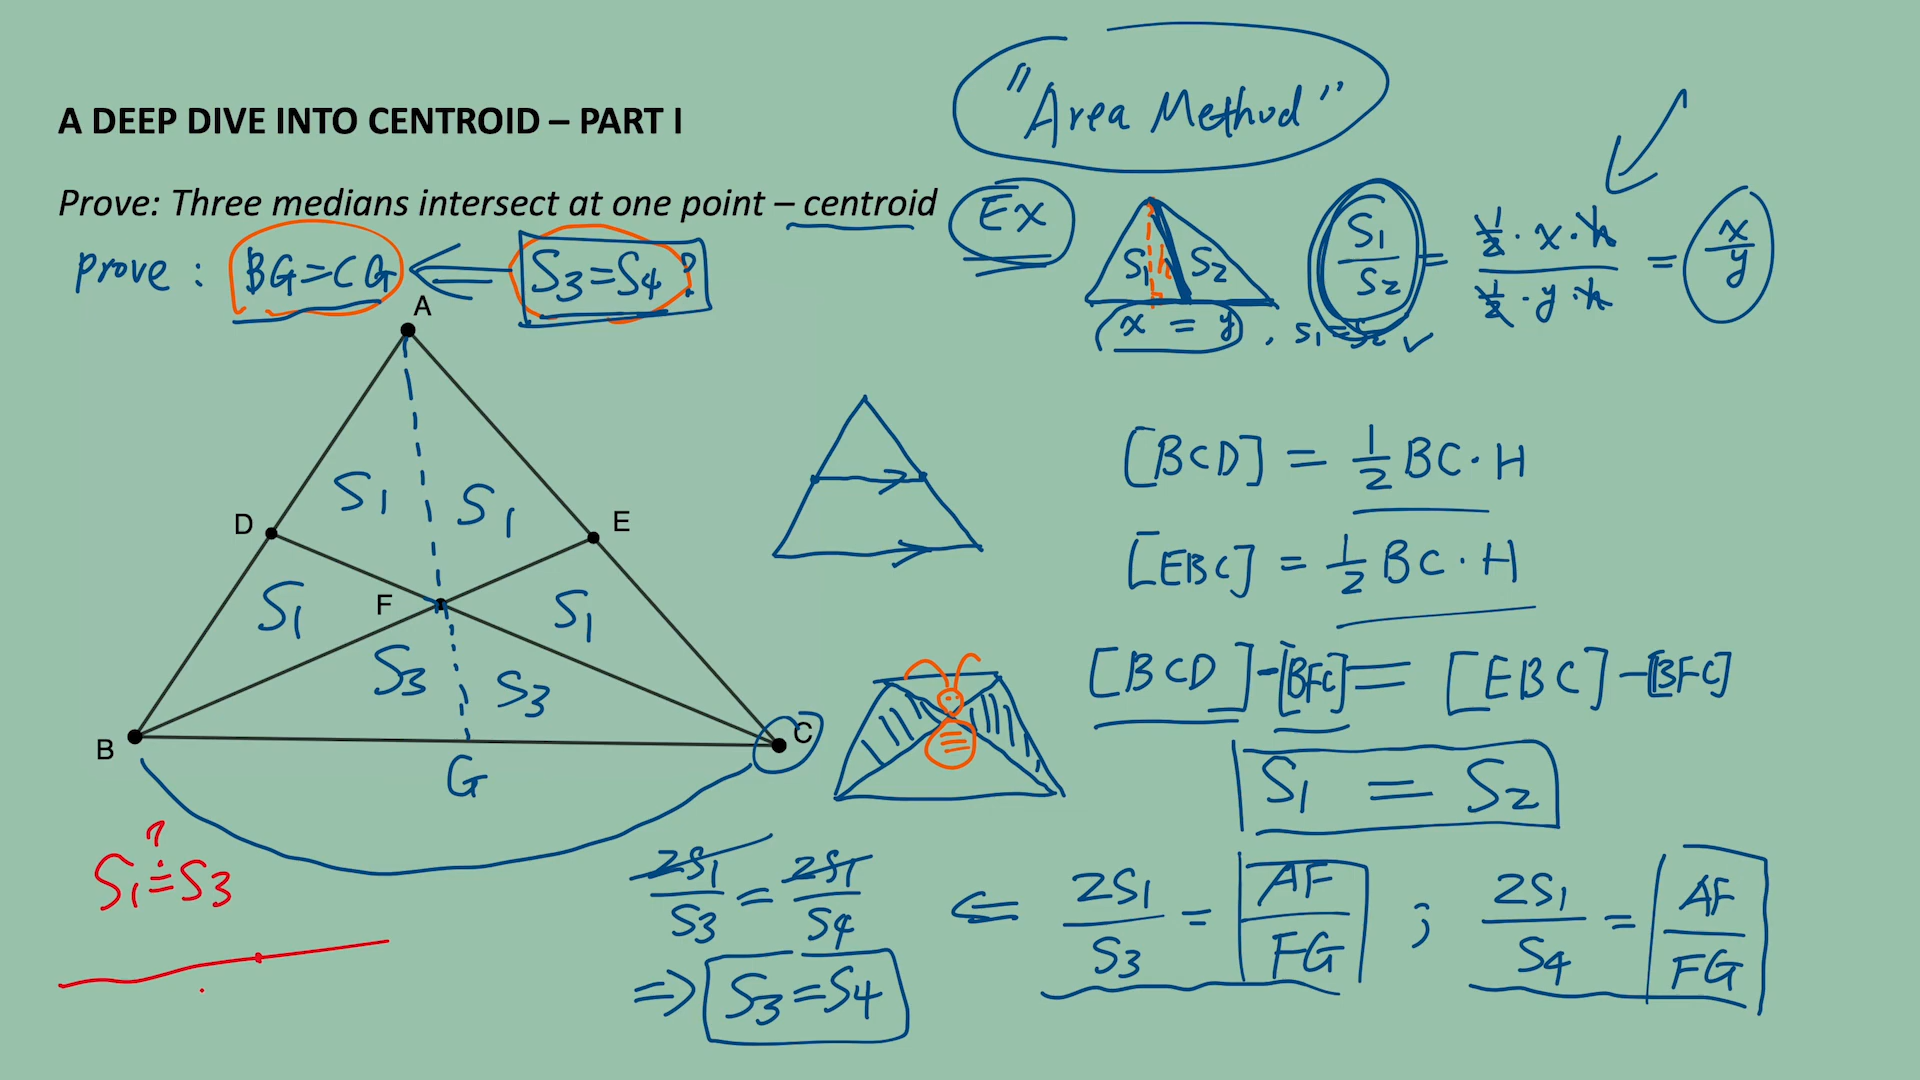 A DEEP DIVE INTO CENTROID – PART I
"Area Method"
Prove: Three medians intersect at one point – centroid
Ex
Prove : BG=CG ⟸ S3=S4?
S1 h S2
x = y , S1=S2 ✓
S1/S2 = (1/2 · x · h)/(1/2 · y · h) = x/y
A
D
E
F
B
C
G
S1 S1
S1 S1
S3 S3
[BCD] = 1/2 BC · H
[EBC] = 1/2 BC · H
[BCD] - [BFC] = [EBC] - [BFC]
S1 = S2
S1 ?= S3
2S1/S3 = 2S1/S4 ⇐ 2S1/S3 = AF/FG ; 2S1/S4 = AF/FG
⇒ S3=S4